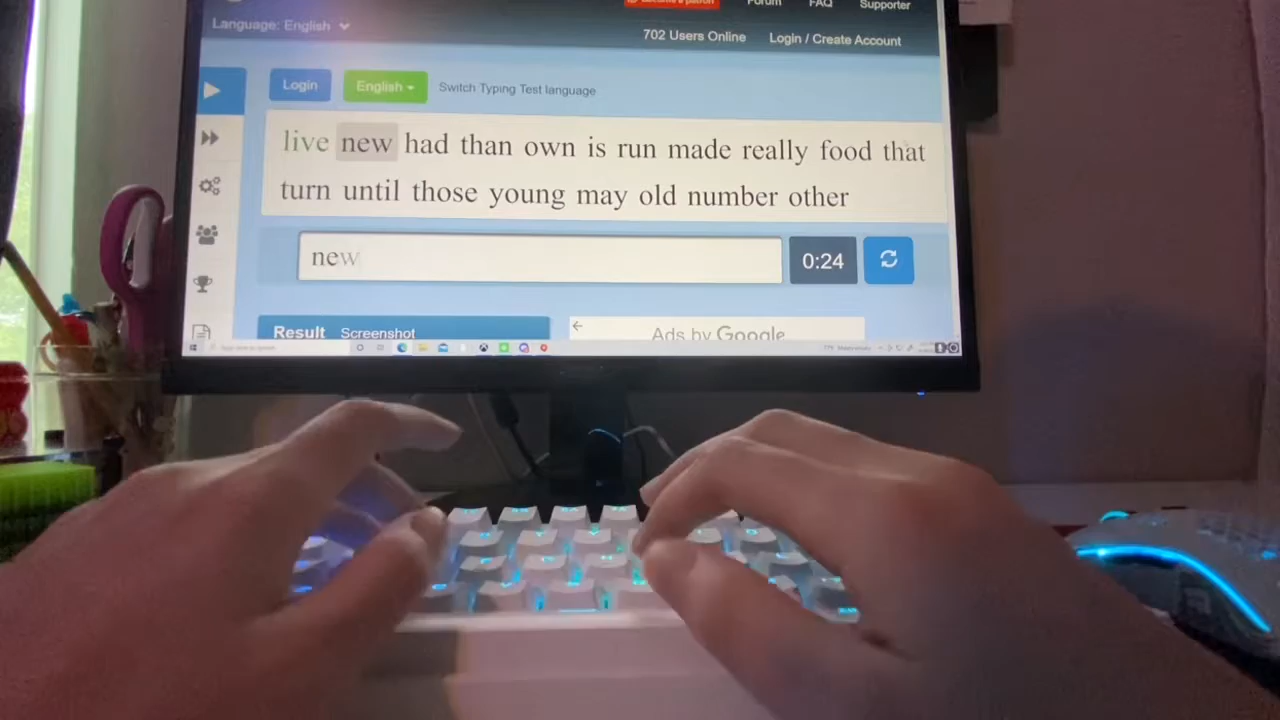 Become a patron Forum FAQ Supporter
Language: English
702 Users Online Login / Create Account
Login English Switch Typing Test language
live new had than own is run made really food that
turn until those young may old number other
new 0:24
Result Screenshot
Ads by Google